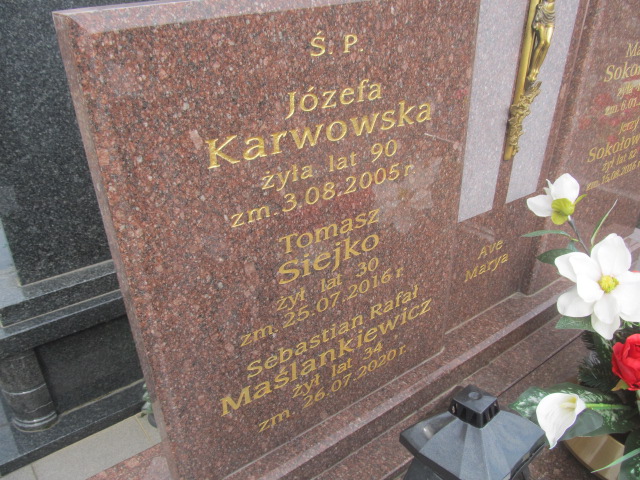 Ś. P.
Józefa
Karwowska
żyła lat 90
zm. 3.08.2005 r.
Tomasz
Siejko
żył lat 30
zm. 25.07.2016 r.
Sebastian Rafał
Maślankiewicz
żył lat 34
zm. 26.07.2020 r.
Ave
Marya